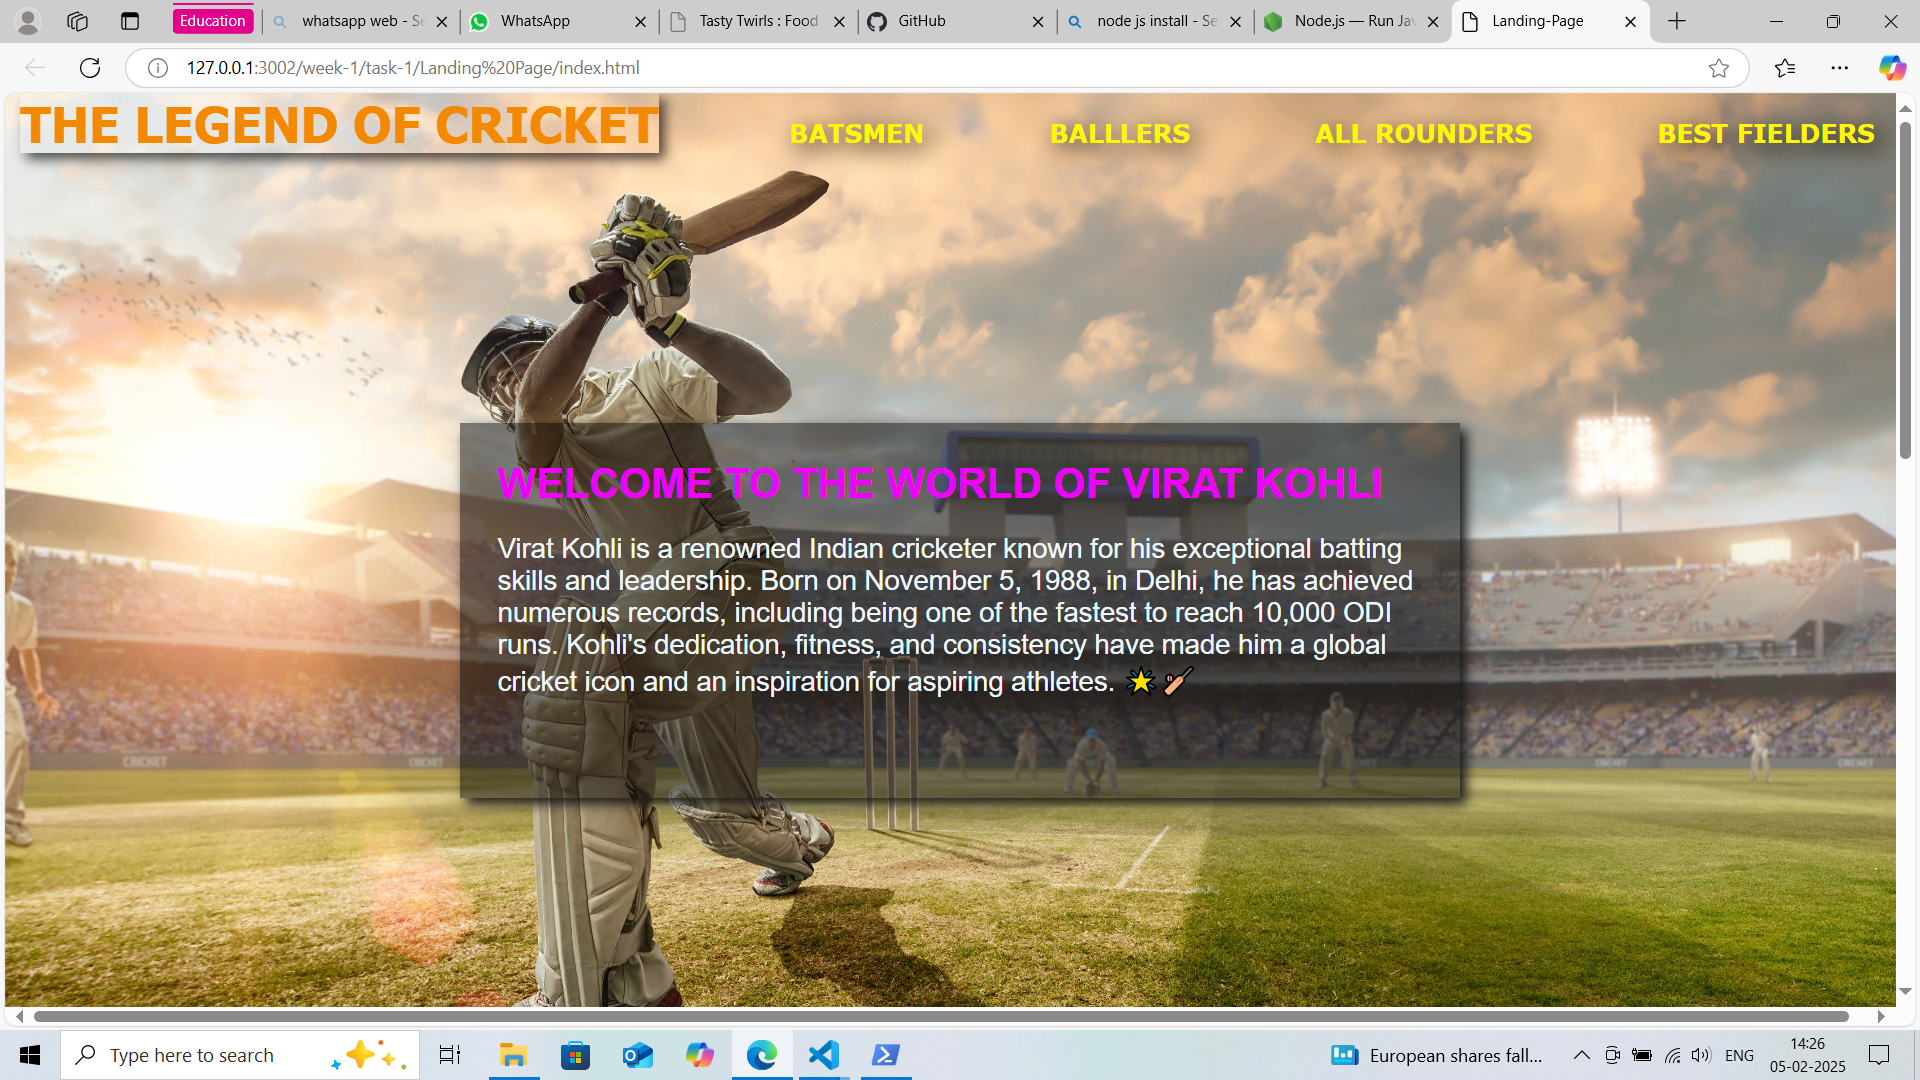 Education
whatsapp web - Se
WhatsApp
Tasty Twirls : Food
GitHub
node js install - Se
Node.js — Run Jav
Landing-Page
127.0.0.1:3002/week-1/task-1/Landing%20Page/index.html
THE LEGEND OF CRICKET
BATSMEN
BALLLERS
ALL ROUNDERS
BEST FIELDERS
WELCOME TO THE WORLD OF VIRAT KOHLI
Virat Kohli is a renowned Indian cricketer known for his exceptional batting
skills and leadership. Born on November 5, 1988, in Delhi, he has achieved
numerous records, including being one of the fastest to reach 10,000 ODI
runs. Kohli's dedication, fitness, and consistency have made him a global
cricket icon and an inspiration for aspiring athletes. 🌟🏏
CRICKET
CRICKET
CRICKET
CRICKET
Type here to search
European shares fall...
ENG
14:26
05-02-2025